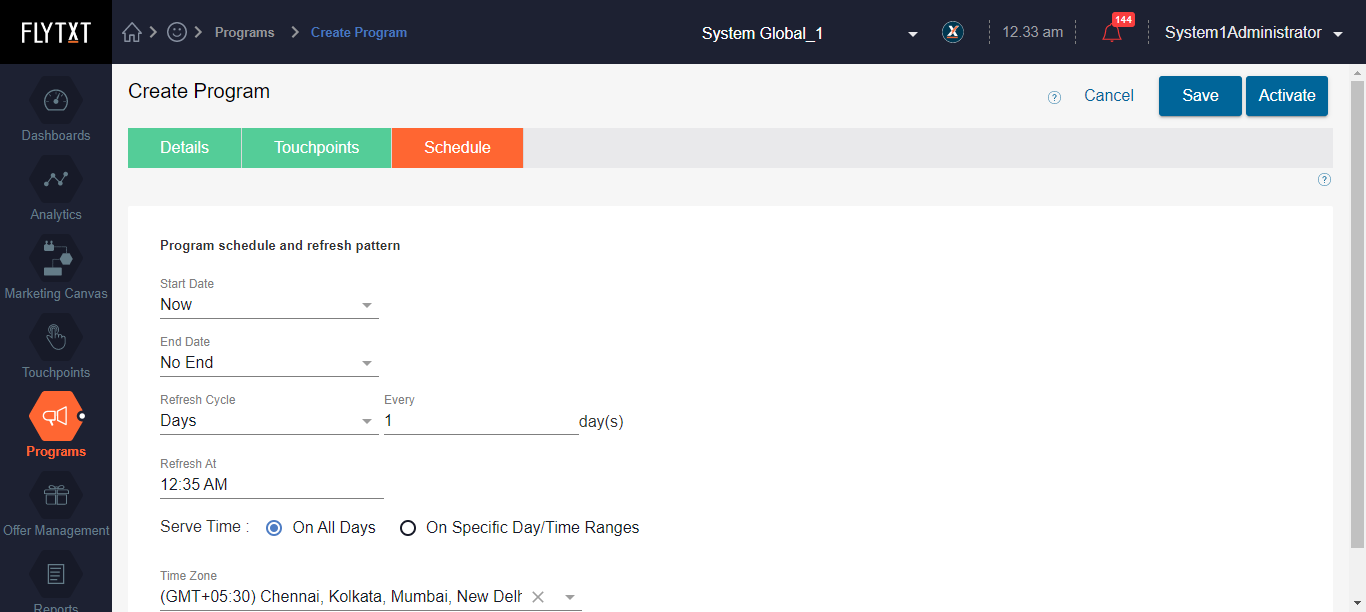 FLYTXT
Programs
Create Program
System Global_1
X
12.33 am
144
System1Administrator
Dashboards
Analytics
Marketing Canvas
Touchpoints
Programs
Offer Management
Reports
Create Program
?
Cancel
Save
Activate
Details
Touchpoints
Schedule
?
Program schedule and refresh pattern
Start Date
Now
End Date
No End
Refresh Cycle
Every
Days
1
day(s)
Refresh At
12:35 AM
Serve Time :
On All Days
On Specific Day/Time Ranges
Time Zone
(GMT+05:30) Chennai, Kolkata, Mumbai, New Delh